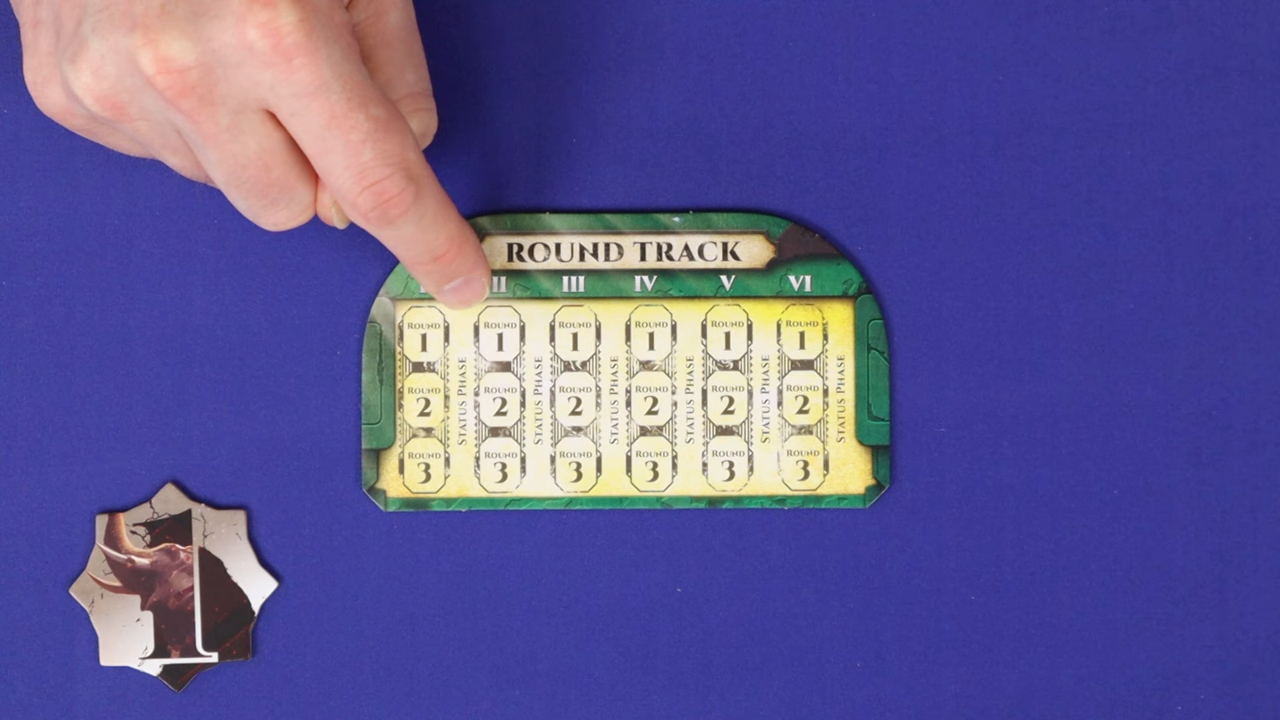 ROUND TRACK
II III IV V VI
ROUND 1 ROUND 1 ROUND 1 ROUND 1 ROUND 1 ROUND 1
ROUND 2 ROUND 2 ROUND 2 ROUND 2 ROUND 2 ROUND 2
ROUND 3 ROUND 3 ROUND 3 ROUND 3 ROUND 3 ROUND 3
STATUS PHASE STATUS PHASE STATUS PHASE STATUS PHASE STATUS PHASE STATUS PHASE
1